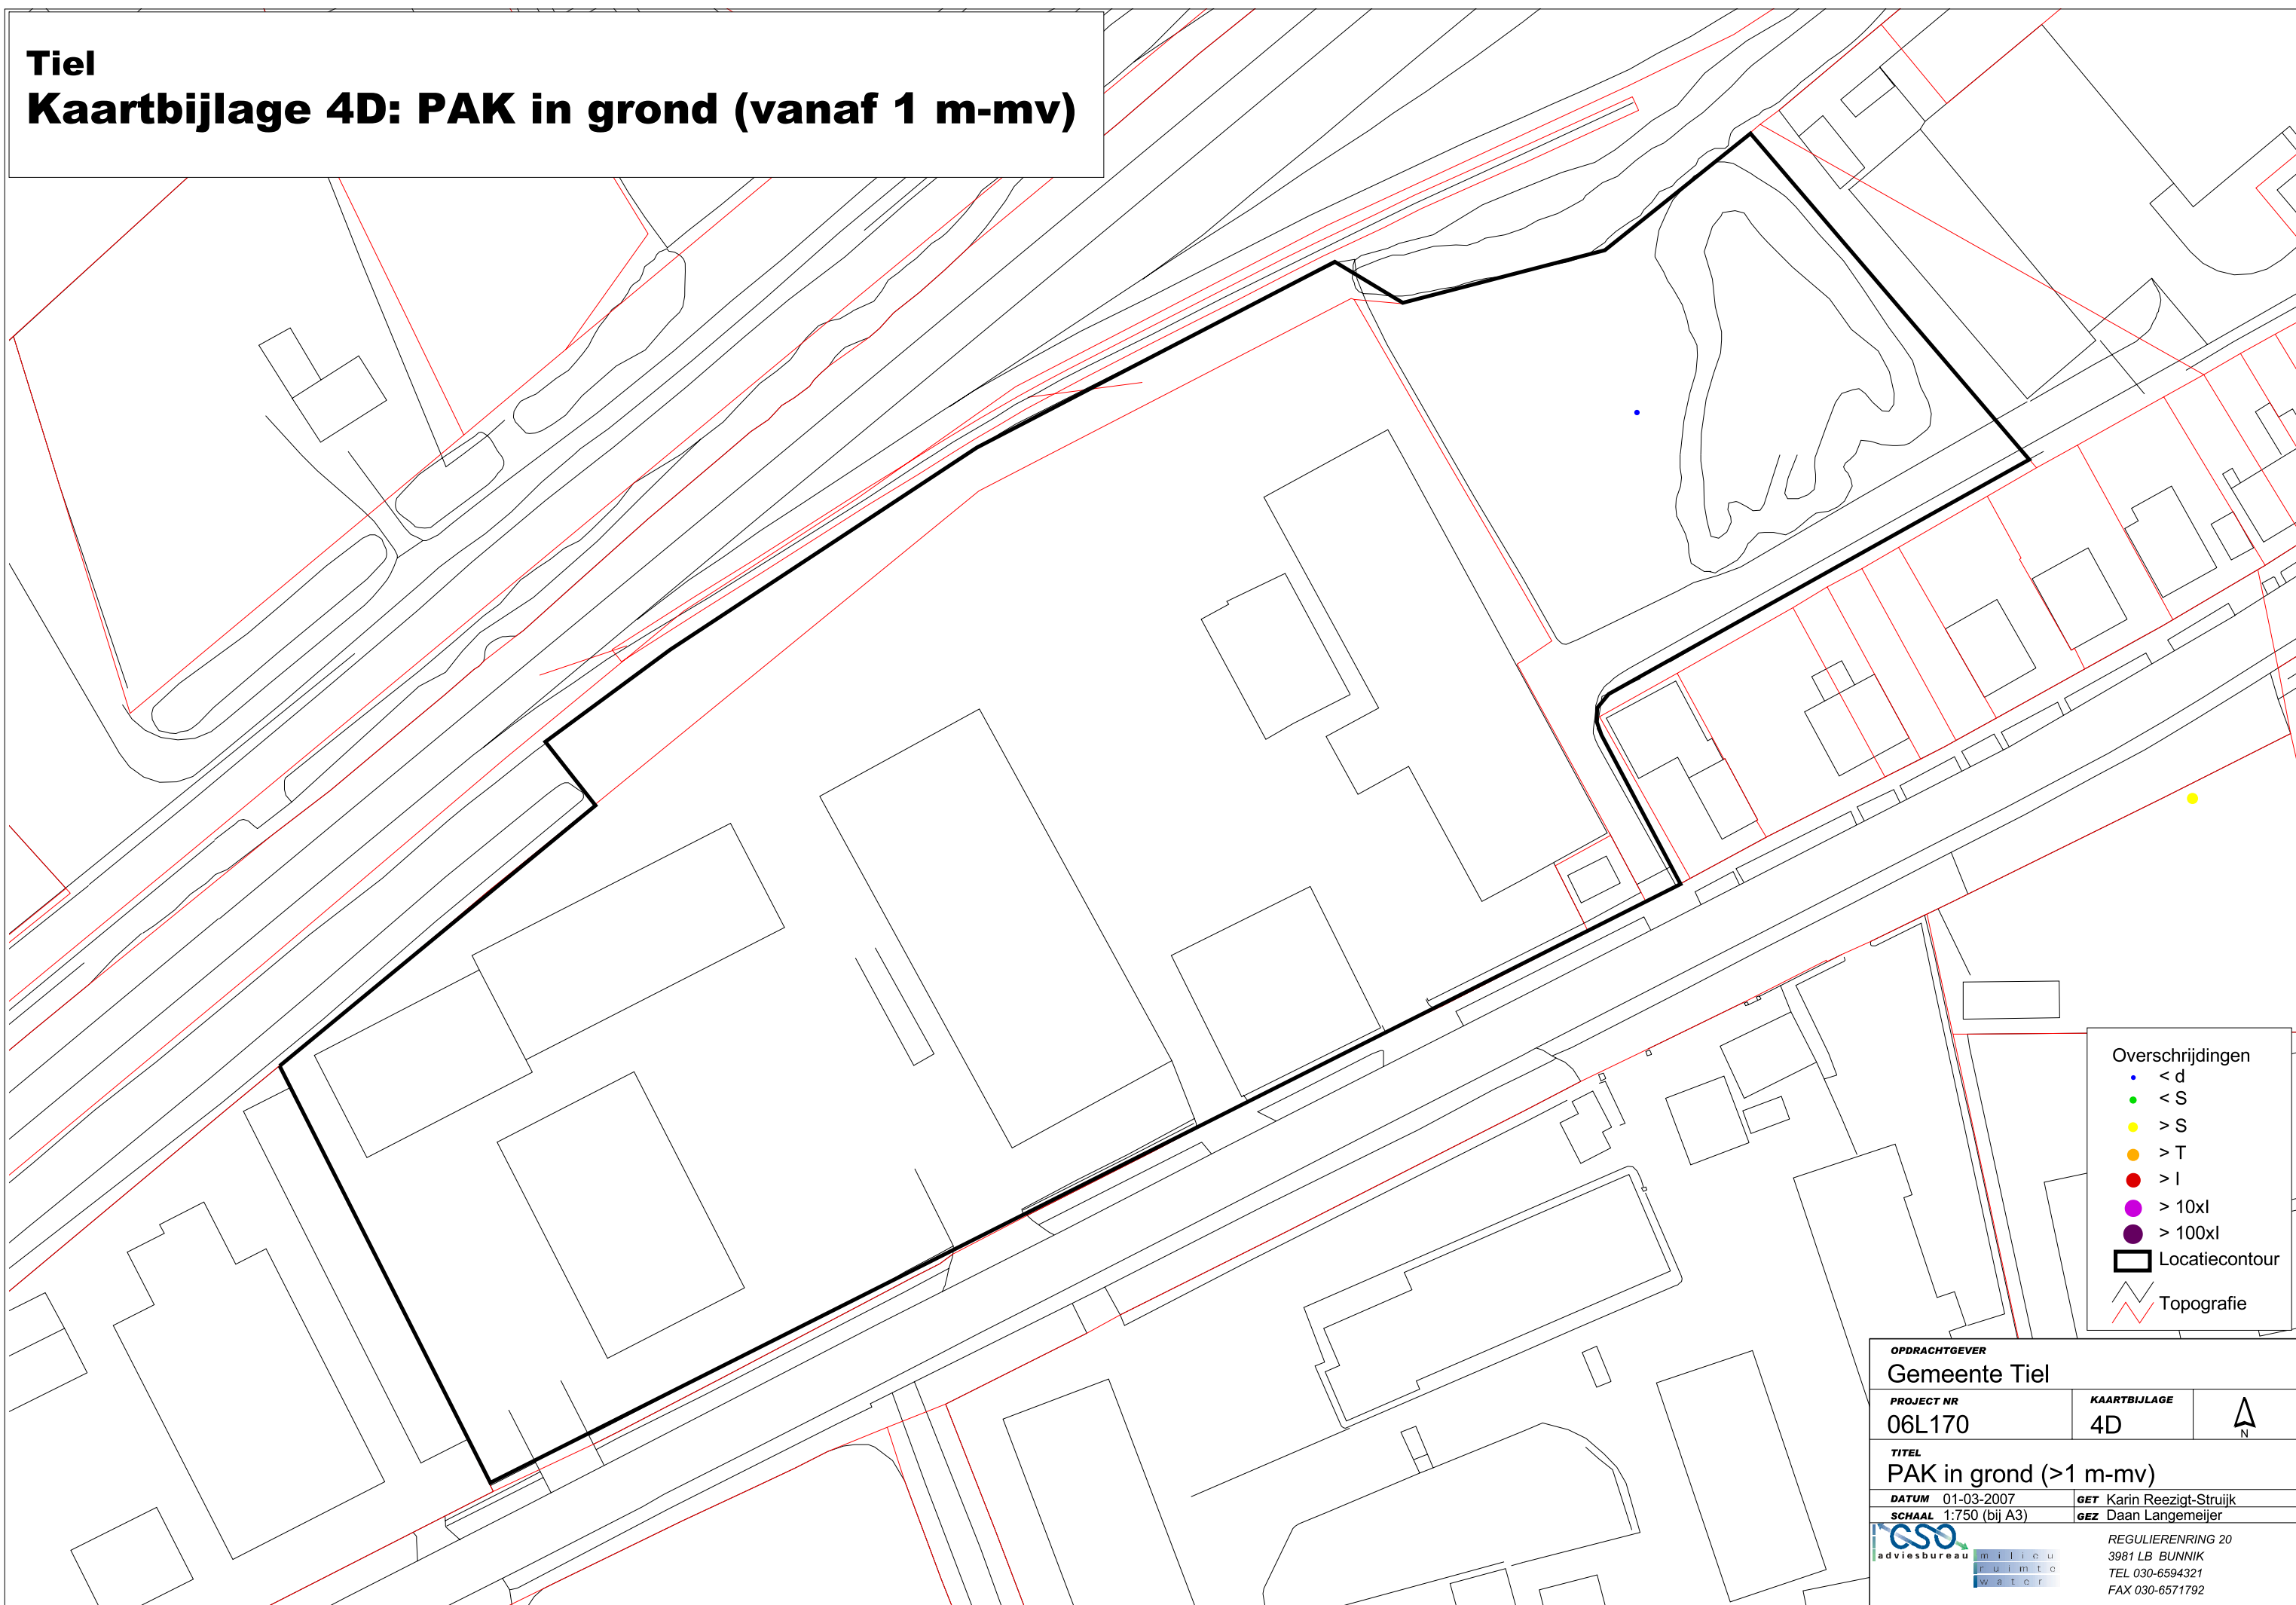 Tiel
Kaartbijlage 4D: PAK in grond (vanaf 1 m-mv)
Overschrijdingen
< d
< S
> S
> T
> I
> 10xI
> 100xI
Locatiecontour
Topografie
OPDRACHTGEVER
Gemeente Tiel
PROJECT NR
06L170
KAARTBIJLAGE
4D
N
TITEL
PAK in grond (>1 m-mv)
DATUM 01-03-2007
GET Karin Reezigt-Struijk
SCHAAL 1:750 (bij A3)
GEZ Daan Langemeijer
CSO
adviesbureau
milieu
ruimte
water
REGULIERENRING 20
3981 LB BUNNIK
TEL 030-6594321
FAX 030-6571792